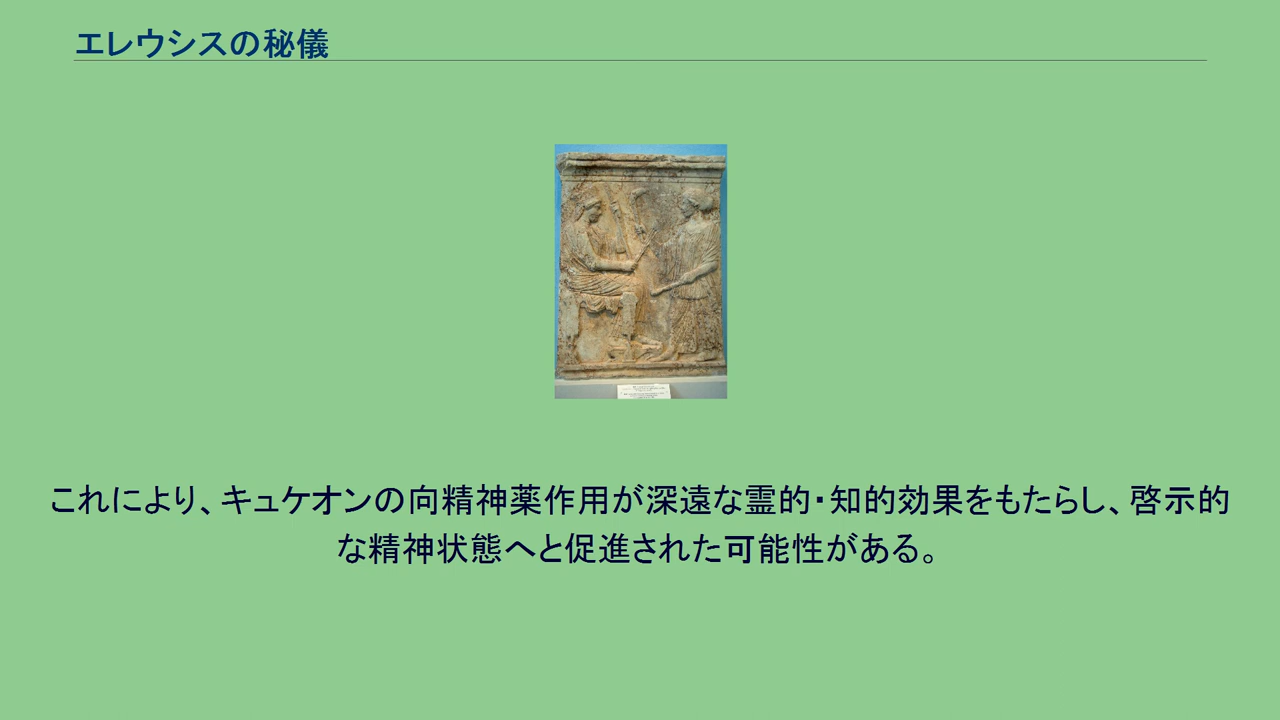 エレウシスの秘儀
これにより、キュケオンの向精神薬作用が深遠な霊的・知的効果をもたらし、啓示的
な精神状態へと促進された可能性がある。